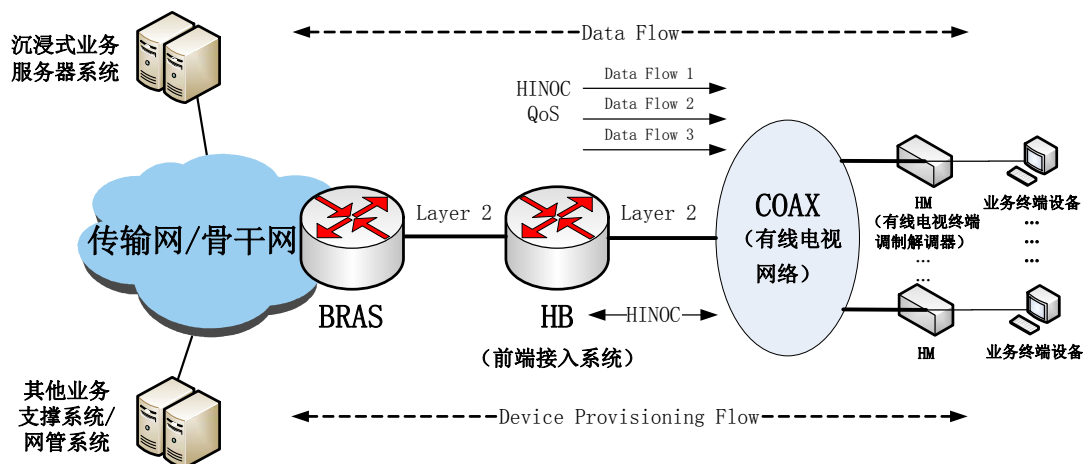 沉浸式业务
服务器系统
Data Flow
HINOC
QoS
Data Flow 1
Data Flow 2
Data Flow 3
传输网/骨干网
BRAS
Layer 2
HB
(前端接入系统)
Layer 2
HINOC
COAX
(有线电视
网络)
HM
(有线电视终端
调制解调器)
...
...
业务终端设备
...
...
...
...
HM
业务终端设备
其他业务
支撑系统/
网管系统
Device Provisioning Flow